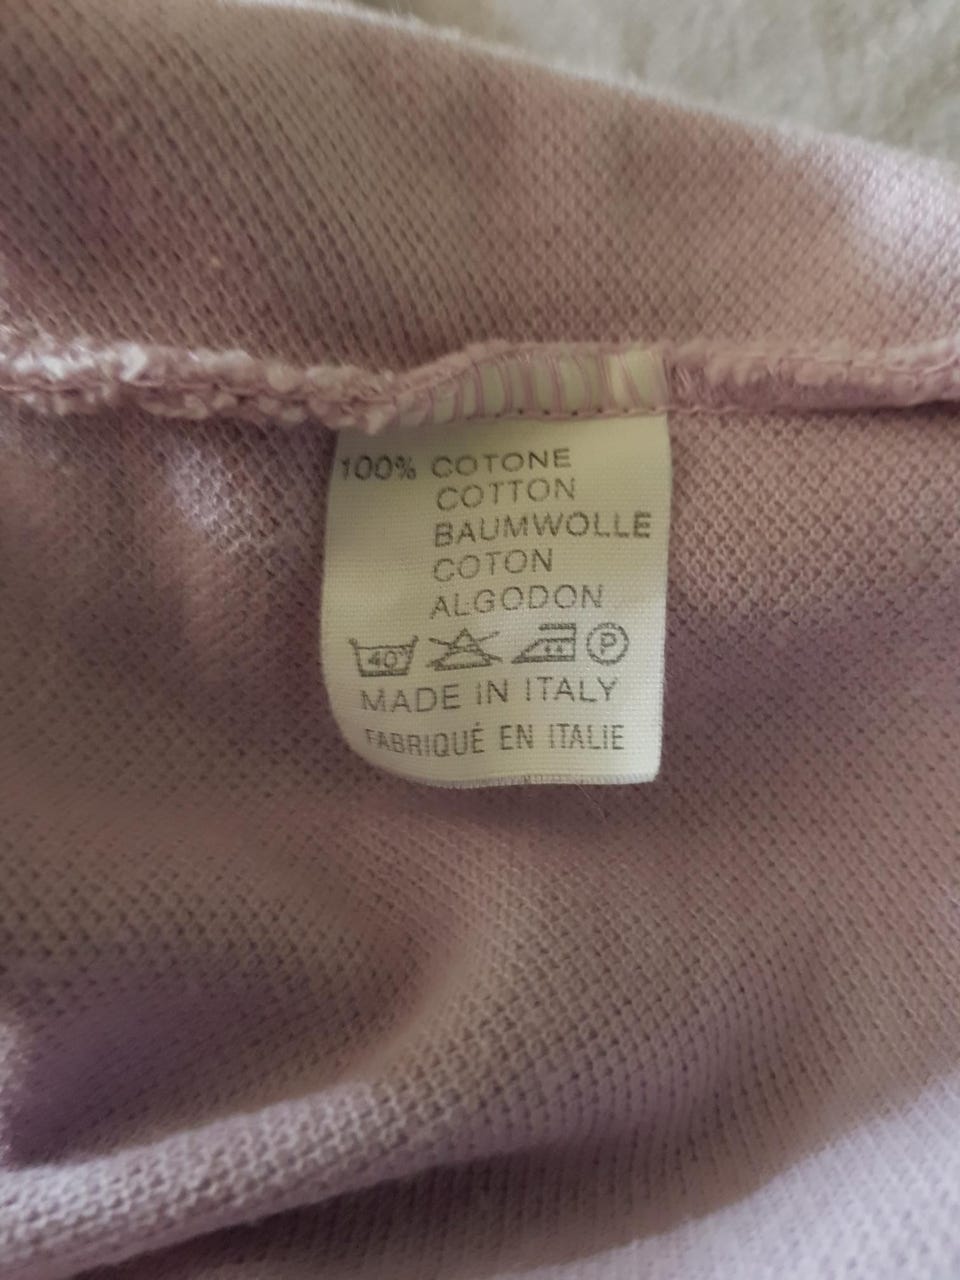 100% COTONE
COTTON
BAUMWOLLE
COTON
ALGODON
40° P
MADE IN ITALY
FABRIQUÉ EN ITALIE